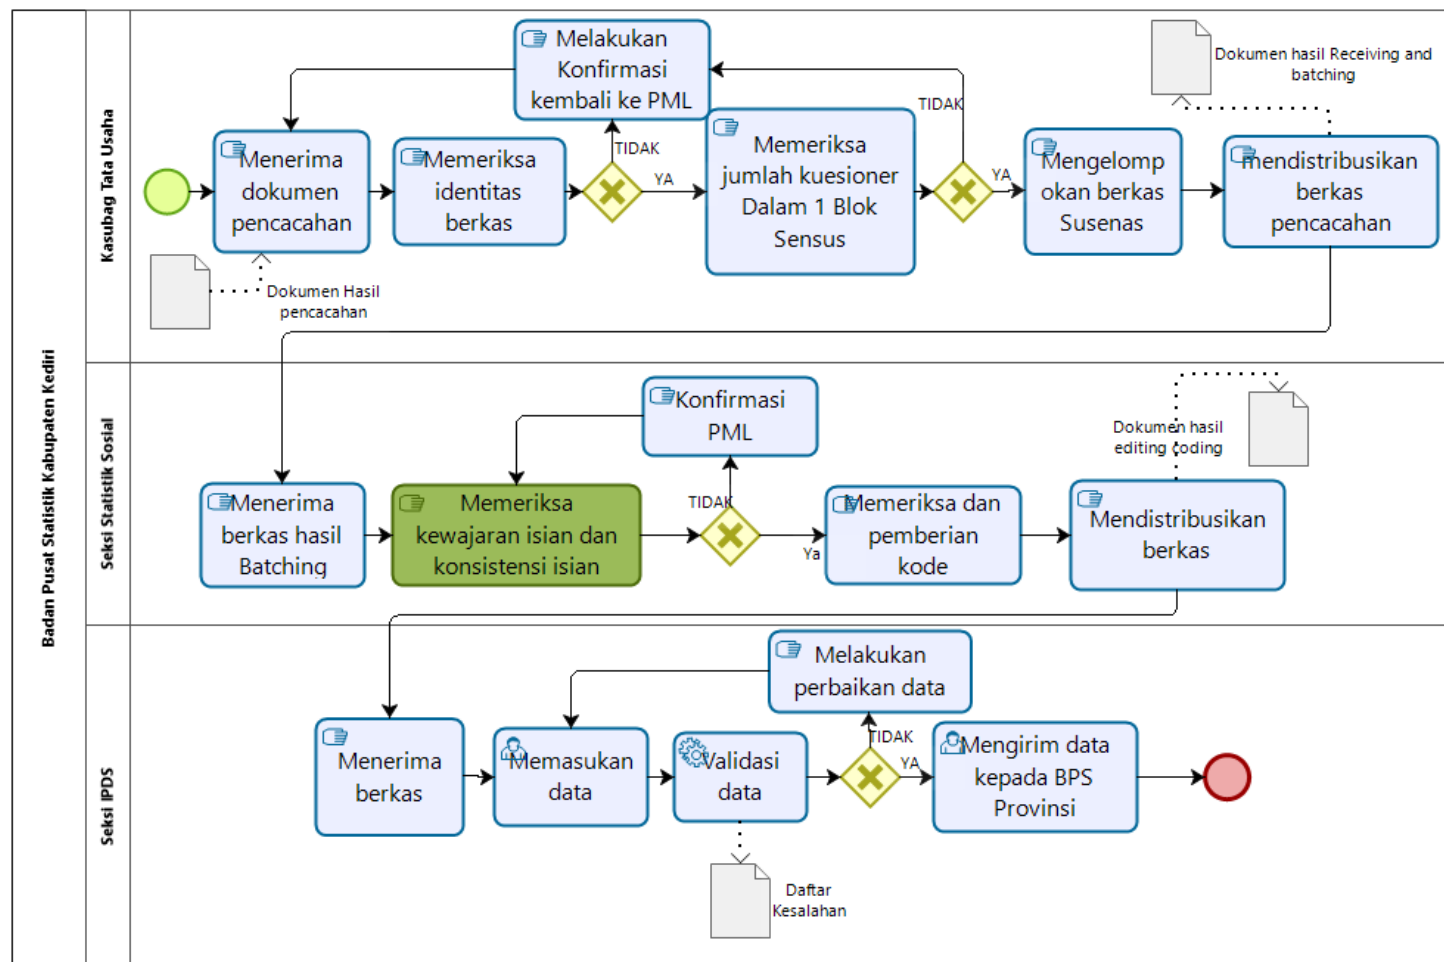 Badan Pusat Statistik Kabupaten Kediri
Kasubag Tata Usaha
Melakukan
Konfirmasi
kembali ke PML
Dokumen hasil Receiving and
batching
TIDAK
TIDAK
Menerima
dokumen
pencacahan
Memeriksa
identitas
berkas
YA
Memeriksa
jumlah kuesioner
Dalam 1 Blok
Sensus
YA
Mengelomp
okan berkas
Susenas
mendistribusikan
berkas
pencacahan
Dokumen Hasil
pencacahan
Seksi Statistik Sosial
Konfirmasi
PML
Dokumen hasil
editing coding
TIDAK
Menerima
berkas hasil
Batching
Memeriksa
kewajaran isian dan
konsistensi isian
Ya
Memeriksa dan
pemberian
kode
Mendistribusikan
berkas
Seksi IPDS
Melakukan
perbaikan data
TIDAK
Menerima
berkas
Memasukan
data
Validasi
data
YA
Mengirim data
kepada BPS
Provinsi
Daftar
Kesalahan